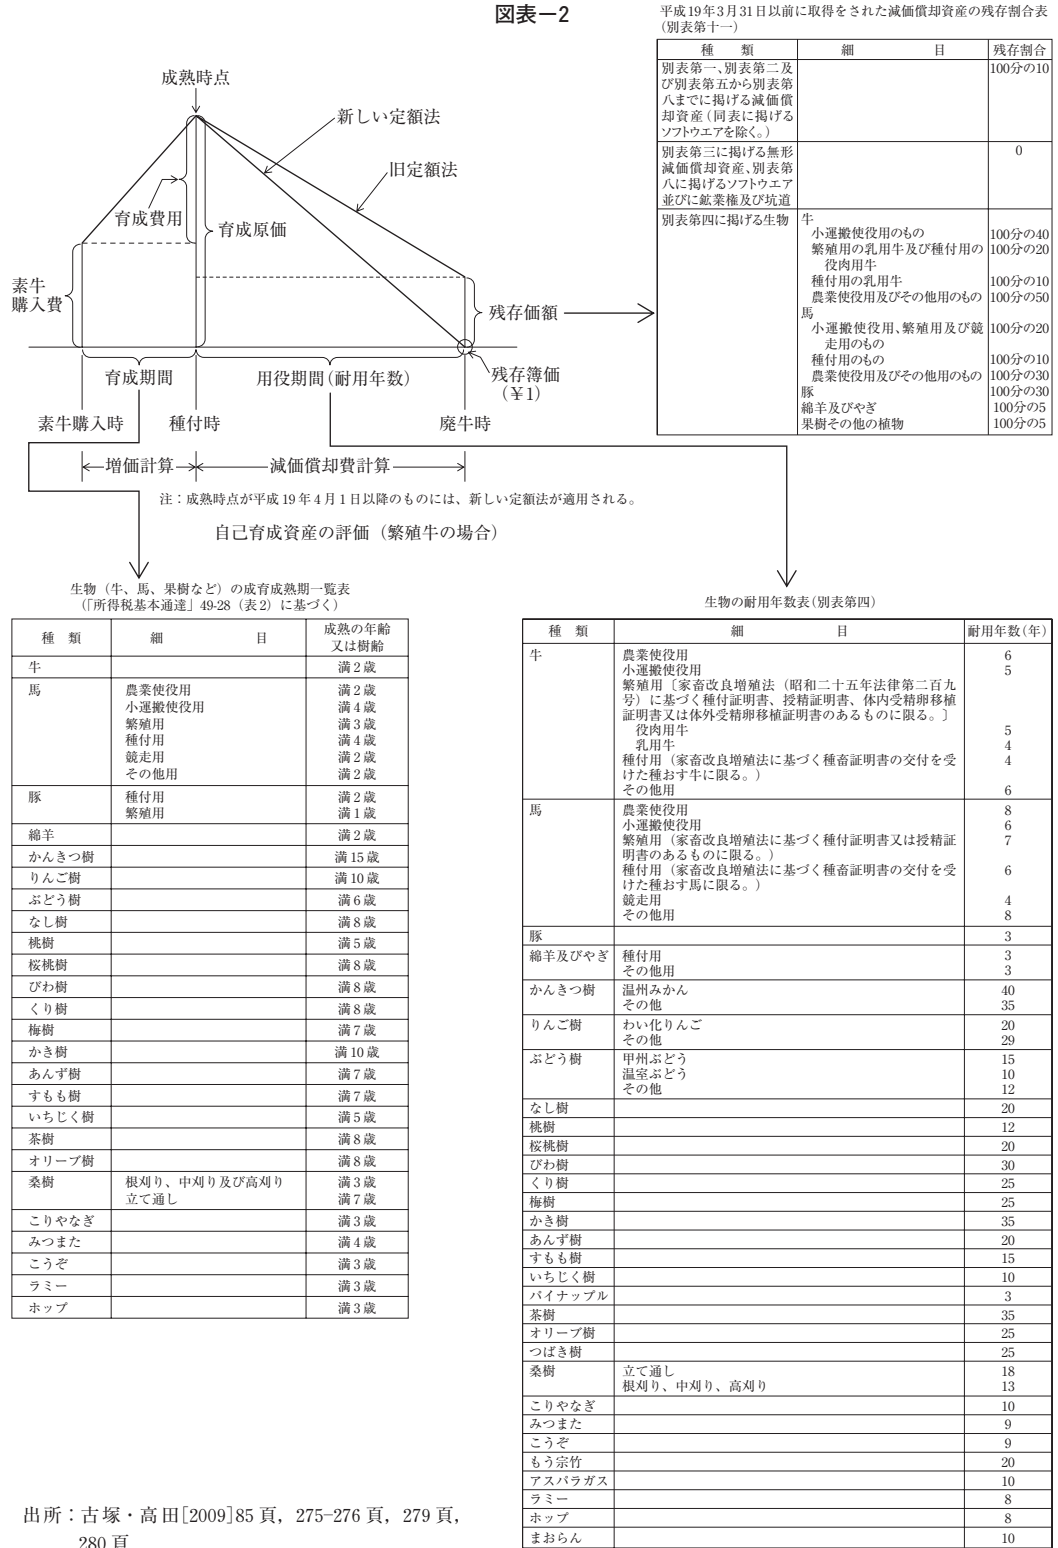 図表－2
平成19年3月31日以前に取得をされた減価償却資産の残存割合表
(別表第十一)
種　類　細　目　残存割合
別表第一、別表第二及　100分の10
び別表第五から別表第
八までに掲げる減価償
却資産(同表に掲げる
ソフトウエアを除く。)
別表第三に掲げる無形　0
減価償却資産、別表第
八に掲げるソフトウエア
並びに鉱業権及び坑道
別表第四に掲げる生物　牛
小運搬使役用のもの　100分の40
繁殖用の乳用牛及び種付用の　100分の20
役肉用牛
種付用の乳用牛　100分の10
農業使役用及びその他用のもの　100分の50
馬
小運搬使役用、繁殖用及び競　100分の20
走用のもの
種付用のもの　100分の10
農業使役用及びその他用のもの　100分の30
豚　100分の30
綿羊及びやぎ　100分の5
果樹その他の植物　100分の5
成熟時点
新しい定額法
旧定額法
育成費用
育成原価
素牛
購入費
残存価額
育成期間
用役期間(耐用年数)
残存簿価
(￥1)
素牛購入時　種付時　廃牛時
増価計算　減価償却費計算
注：成熟時点が平成19年4月1日以降のものには、新しい定額法が適用される。
自己育成資産の評価（繁殖牛の場合）
生物（牛、馬、果樹など）の成育成熟期一覧表
(「所得税基本通達」49-28（表2）に基づく)
種　類　細　目　成熟の年齢
又は樹齢
牛　満2歳
馬　農業使役用　満2歳
小運搬使役用　満4歳
繁殖用　満3歳
種付用　満4歳
競走用　満2歳
その他用　満2歳
豚　種付用　満2歳
繁殖用　満1歳
綿羊　満2歳
かんきつ樹　満15歳
りんご樹　満10歳
ぶどう樹　満6歳
なし樹　満8歳
桃樹　満5歳
桜桃樹　満8歳
びわ樹　満8歳
くり樹　満8歳
梅樹　満7歳
かき樹　満10歳
あんず樹　満7歳
すもも樹　満7歳
いちじく樹　満5歳
茶樹　満8歳
オリーブ樹　満8歳
桑樹　根刈り、中刈り及び高刈り　満3歳
立て通し　満7歳
こりやなぎ　満3歳
みつまた　満4歳
こうぞ　満3歳
ラミー　満3歳
ホップ　満3歳
生物の耐用年数表(別表第四)
種　類　細　目　耐用年数(年)
牛　農業使役用　6
小運搬使役用　5
繁殖用〔家畜改良増殖法（昭和二十五年法律第二百九
号）に基づく種付証明書、授精証明書、体内受精卵移植
証明書又は体外受精卵移植証明書のあるものに限る。〕
役肉用牛　5
乳用牛　4
種付用（家畜改良増殖法に基づく種畜証明書の交付を受　4
けた種おす牛に限る。）
その他用　6
馬　農業使役用　8
小運搬使役用　6
繁殖用（家畜改良増殖法に基づく種付証明書又は授精証　7
明書のあるものに限る。）
種付用（家畜改良増殖法に基づく種畜証明書の交付を受　6
けた種おす馬に限る。）
競走用　4
その他用　8
豚　3
綿羊及びやぎ　種付用　3
その他用　3
かんきつ樹　温州みかん　40
その他　35
りんご樹　わい化りんご　20
その他　29
ぶどう樹　甲州ぶどう　15
温室ぶどう　10
その他　12
なし樹　20
桃樹　12
桜桃樹　20
びわ樹　30
くり樹　25
梅樹　25
かき樹　35
あんず樹　20
すもも樹　15
いちじく樹　10
パイナップル　3
茶樹　35
オリーブ樹　25
つばき樹　25
桑樹　立て通し　18
根刈り、中刈り、高刈り　13
こりやなぎ　10
みつまた　9
こうぞ　9
もう宗竹　20
アスパラガス　10
ラミー　8
ホップ　8
まおらん　10
出所：古塚・高田[2009]85頁，275-276頁，279頁，
280頁